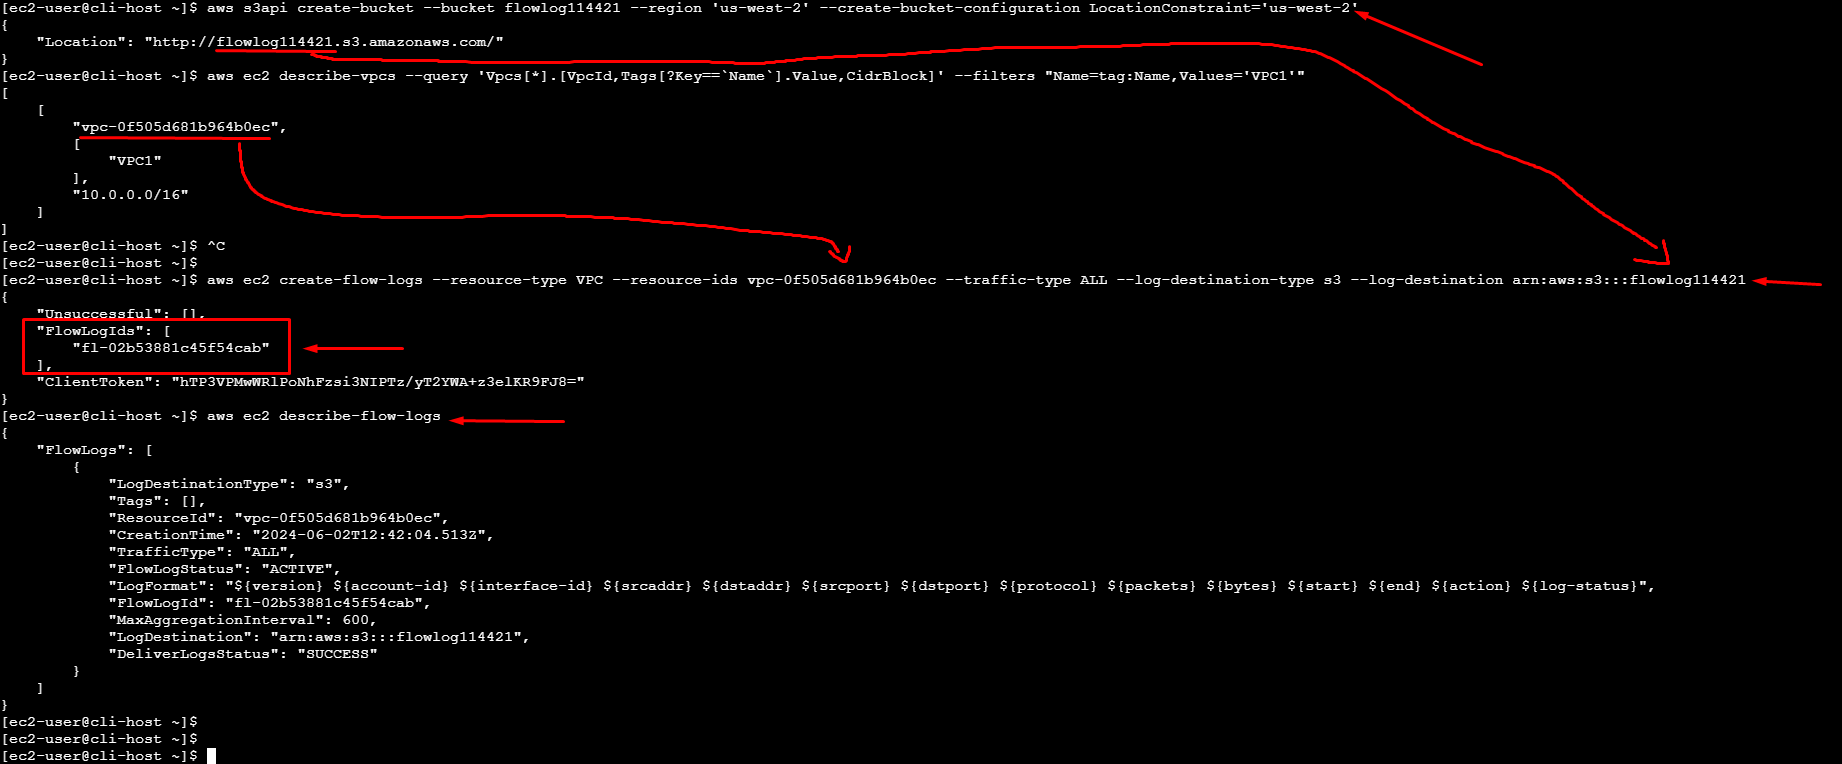 [ec2-user@cli-host ~]$ aws s3api create-bucket --bucket flowlog114421 --region 'us-west-2' --create-bucket-configuration LocationConstraint='us-west-2'
{
    "Location": "http://flowlog114421.s3.amazonaws.com/"
}
[ec2-user@cli-host ~]$ aws ec2 describe-vpcs --query 'Vpcs[*].[VpcId,Tags[?Key==`Name`].Value,CidrBlock]' --filters "Name=tag:Name,Values='VPC1'"
[
    [
        "vpc-0f505d681b964b0ec",
        [
            "VPC1"
        ],
        "10.0.0.0/16"
    ]
]
[ec2-user@cli-host ~]$ ^C
[ec2-user@cli-host ~]$
[ec2-user@cli-host ~]$ aws ec2 create-flow-logs --resource-type VPC --resource-ids vpc-0f505d681b964b0ec --traffic-type ALL --log-destination-type s3 --log-destination arn:aws:s3:::flowlog114421
{
    "Unsuccessful": [],
    "FlowLogIds": [
        "fl-02b53881c45f54cab"
    ],
    "ClientToken": "hTP3VPMwWRlPoNhFzsi3NIPTz/yT2YWA+z3elKR9FJ8="
}
[ec2-user@cli-host ~]$ aws ec2 describe-flow-logs
{
    "FlowLogs": [
        {
            "LogDestinationType": "s3",
            "Tags": [],
            "ResourceId": "vpc-0f505d681b964b0ec",
            "CreationTime": "2024-06-02T12:42:04.513Z",
            "TrafficType": "ALL",
            "FlowLogStatus": "ACTIVE",
            "LogFormat": "${version} ${account-id} ${interface-id} ${srcaddr} ${dstaddr} ${srcport} ${dstport} ${protocol} ${packets} ${bytes} ${start} ${end} ${action} ${log-status}",
            "FlowLogId": "fl-02b53881c45f54cab",
            "MaxAggregationInterval": 600,
            "LogDestination": "arn:aws:s3:::flowlog114421",
            "DeliverLogsStatus": "SUCCESS"
        }
    ]
}
[ec2-user@cli-host ~]$
[ec2-user@cli-host ~]$
[ec2-user@cli-host ~]$